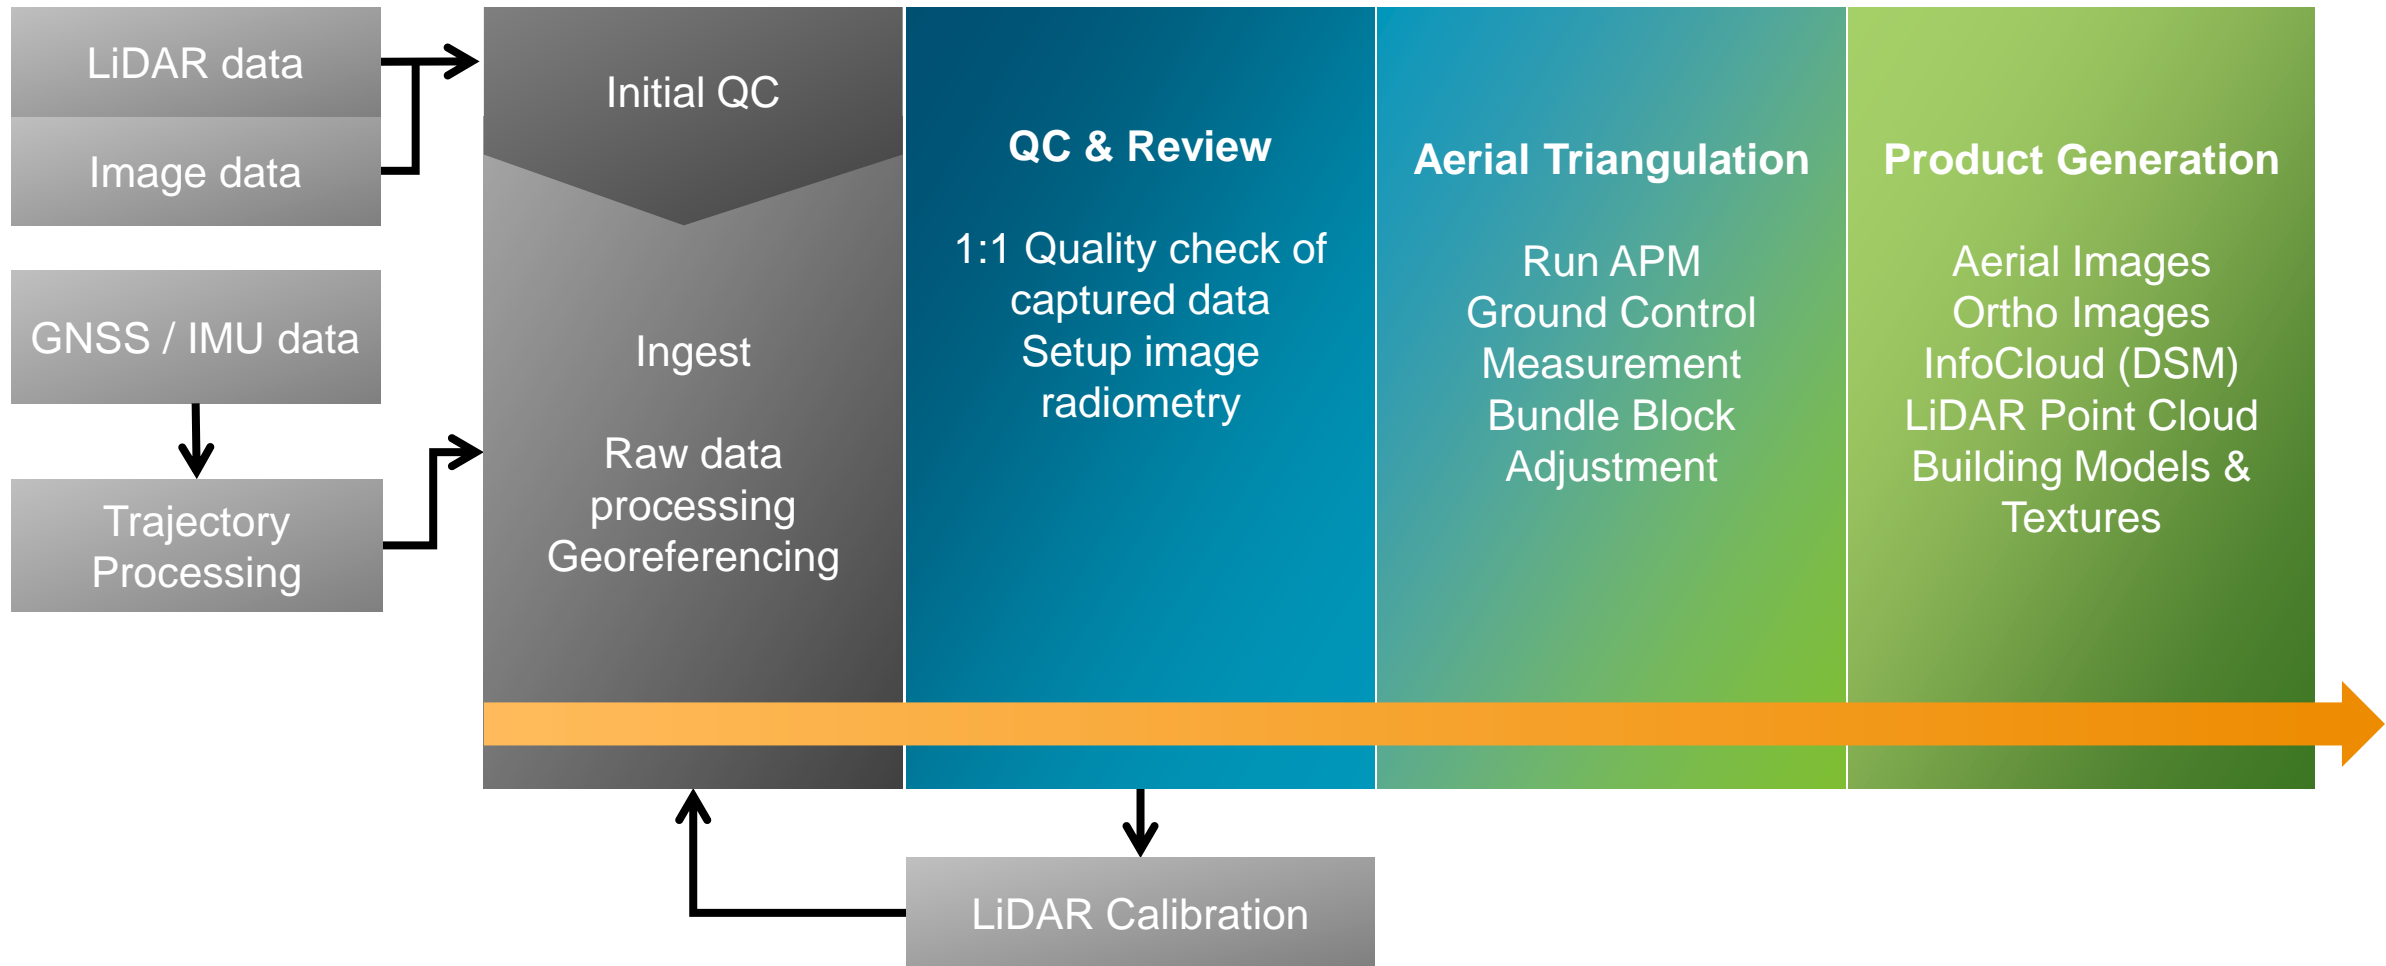 LiDAR data
Image data
GNSS / IMU data
Trajectory
Processing
Initial QC
Ingest
Raw data
processing
Georeferencing
QC & Review
1:1 Quality check of
captured data
Setup image
radiometry
Aerial Triangulation
Run APM
Ground Control
Measurement
Bundle Block
Adjustment
Product Generation
Aerial Images
Ortho Images
InfoCloud (DSM)
LiDAR Point Cloud
Building Models &
Textures
LiDAR Calibration